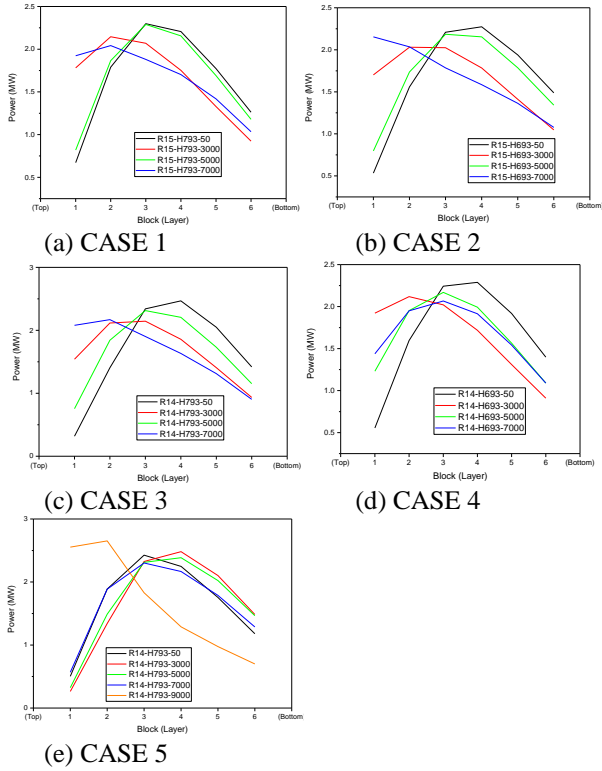 2.5
2.0
1.5
1.0
0.5
Power (MW)
R15-H793-50
R15-H793-3000
R15-H793-5000
R15-H793-7000
(Top) 1 2 3 4 5 6 (Bottom)
Block (Layer)
(a) CASE 1
2.5
2.0
1.5
1.0
0.5
Power (MW)
R15-H693-50
R15-H693-3000
R15-H693-5000
R15-H693-7000
(Top) 1 2 3 4 5 6 (Bottom)
Block (Layer)
(b) CASE 2
3
2
1
0
Power (MW)
R14-H793-50
R14-H793-3000
R14-H793-5000
R14-H793-7000
(Top) 1 2 3 4 5 6 (Bottom)
Block (Layer)
(c) CASE 3
2.5
2.0
1.5
1.0
0.5
Power (MW)
R14-H693-50
R14-H693-3000
R14-H693-5000
R14-H693-7000
(Top) 1 2 3 4 5 6 (Bottom)
Block (Layer)
(d) CASE 4
3
2
1
0
Power (MW)
R14-H793-50
R14-H793-3000
R14-H793-5000
R14-H793-7000
R14-H793-9000
(Top) 1 2 3 4 5 6 (Bottom
Block (Layer)
(e) CASE 5